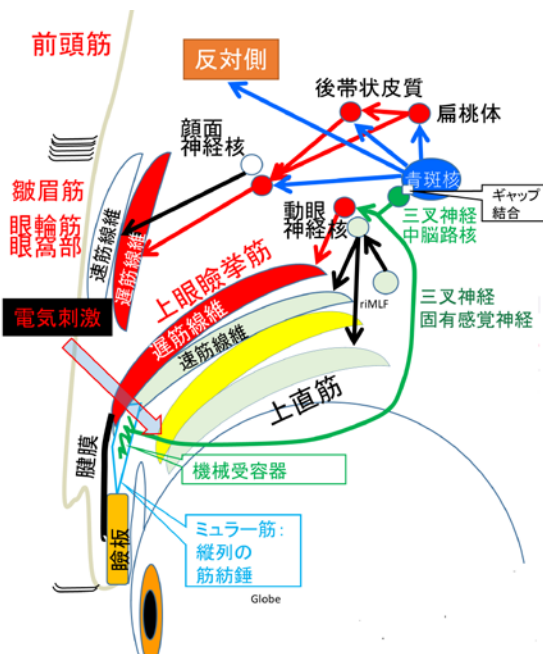 前頭筋
反対側
後帯状皮質
扁桃体
顔面
神経核
青斑核
ギャップ
結合
皺眉筋
眼輪筋
眼窩部
速筋線維
遅筋線維
動眼
神経核
三叉神経
中脳路核
上眼瞼挙筋
遅筋線維
速筋線維
riMLF
三叉神経
固有感覚神経
電気刺激
上直筋
腱膜
機械受容器
瞼板
ミュラー筋：
縦列の
筋紡錘
Globe